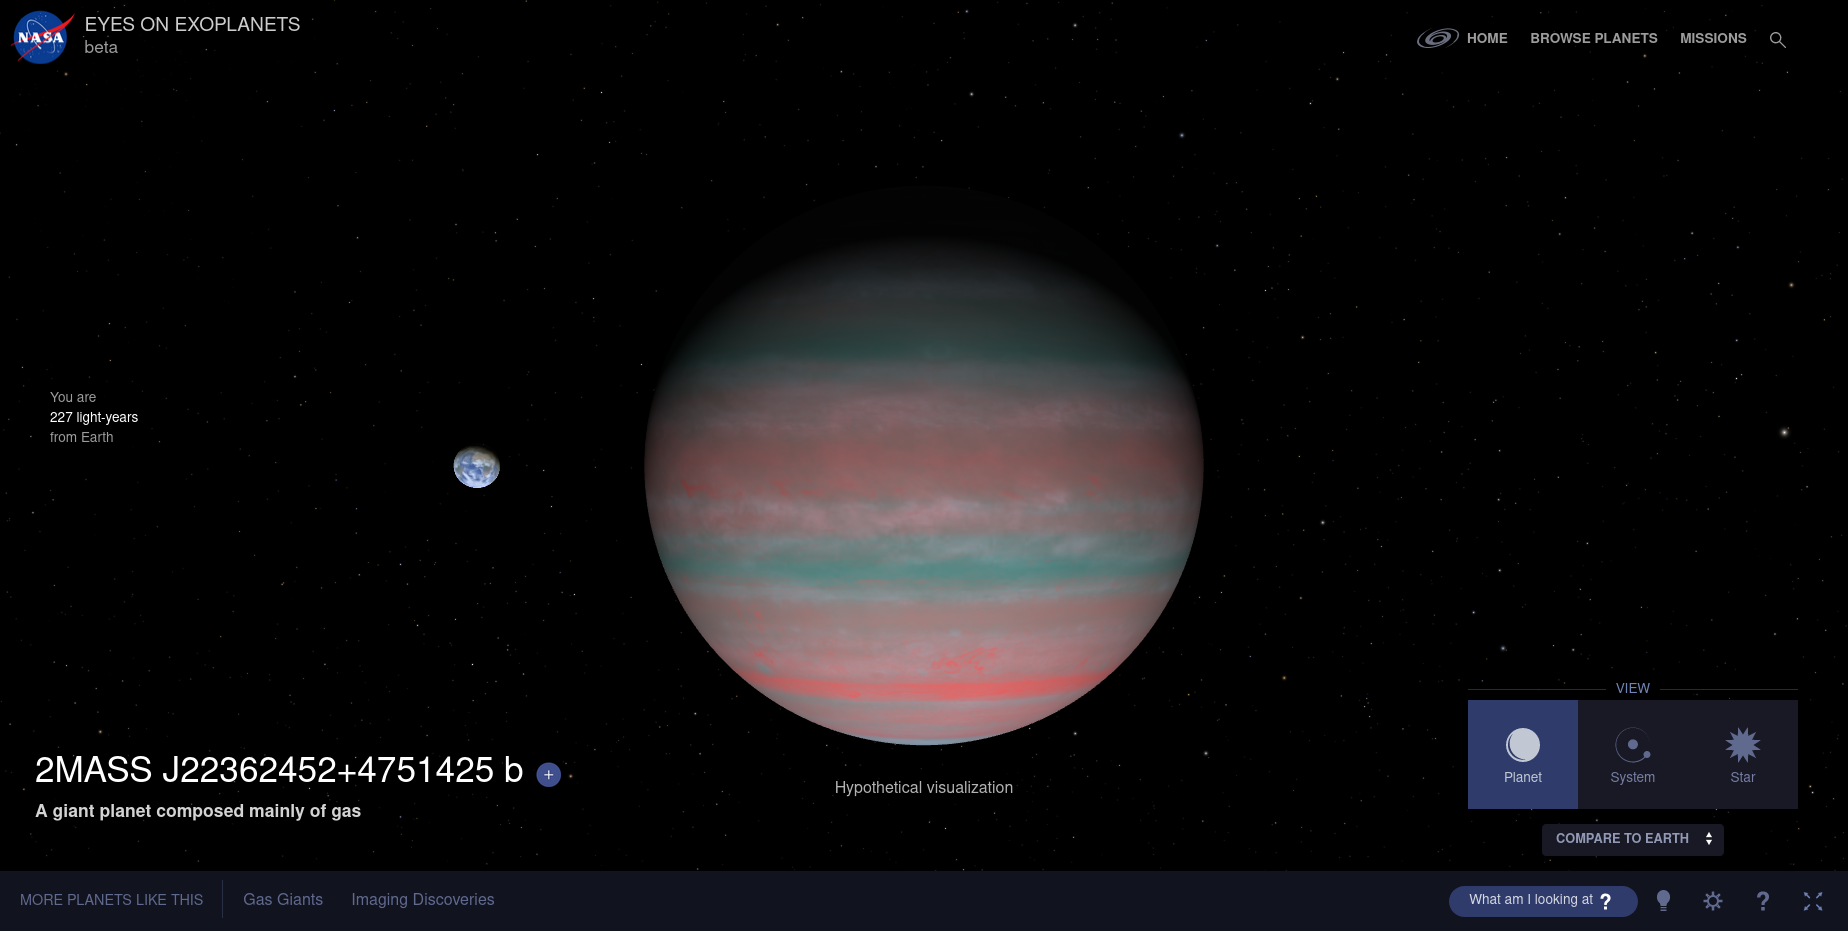 NASA
EYES ON EXOPLANETS
beta
HOME
BROWSE PLANETS
MISSIONS
You are
227 light-years
from Earth
2MASS J22362452+4751425 b +
A giant planet composed mainly of gas
Hypothetical visualization
VIEW
Planet
System
Star
COMPARE TO EARTH
MORE PLANETS LIKE THIS
Gas Giants
Imaging Discoveries
What am I looking at ?
?